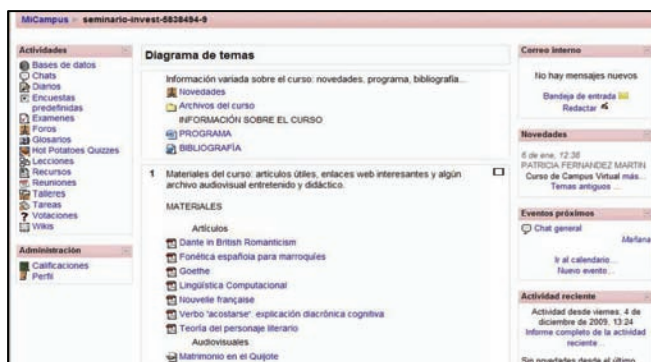 MiCampus ▶ seminario-invest-5838494-9
Actividades
Bases de datos
Chats
Diarios
Encuestas
predefinidas
Exámenes
Foros
Glosarios
Hot Potatoes Quizzes
Lecciones
Recursos
Reuniones
Talleres
Tareas
Votaciones
Wikis
Administración
Calificaciones
Perfil
Diagrama de temas
Información variada sobre el curso: novedades, programa, bibliografía...
Novedades
Archivos del curso
INFORMACIÓN SOBRE EL CURSO
PROGRAMA
BIBLIOGRAFÍA
1 Materiales del curso: artículos útiles, enlaces web interesantes y algún
archivo audiovisual entretenido y didáctico.
MATERIALES
Artículos
Dante in British Romanticism
Fonética española para marroquíes
Goethe
Lingüística Computacional
Nouvelle française
Verbo 'acostarse': explicación diacrónica cognitiva
Teoría del personaje literario
Audiovisuales
Matrimonio en el Quijote
Correo interno
No hay mensajes nuevos
Bandeja de entrada
Redactar
Novedades
6 de ene, 12:38
PATRICIA FERNANDEZ MARTIN
Curso de Campus Virtual más...
Temas antiguos ...
Eventos próximos
Chat general
Mañana
Ir al calendario...
Nuevo evento...
Actividad reciente
Actividad desde viernes, 4 de
diciembre de 2009, 13:24
Informe completo de la actividad
reciente...
Sin novedades desde el último